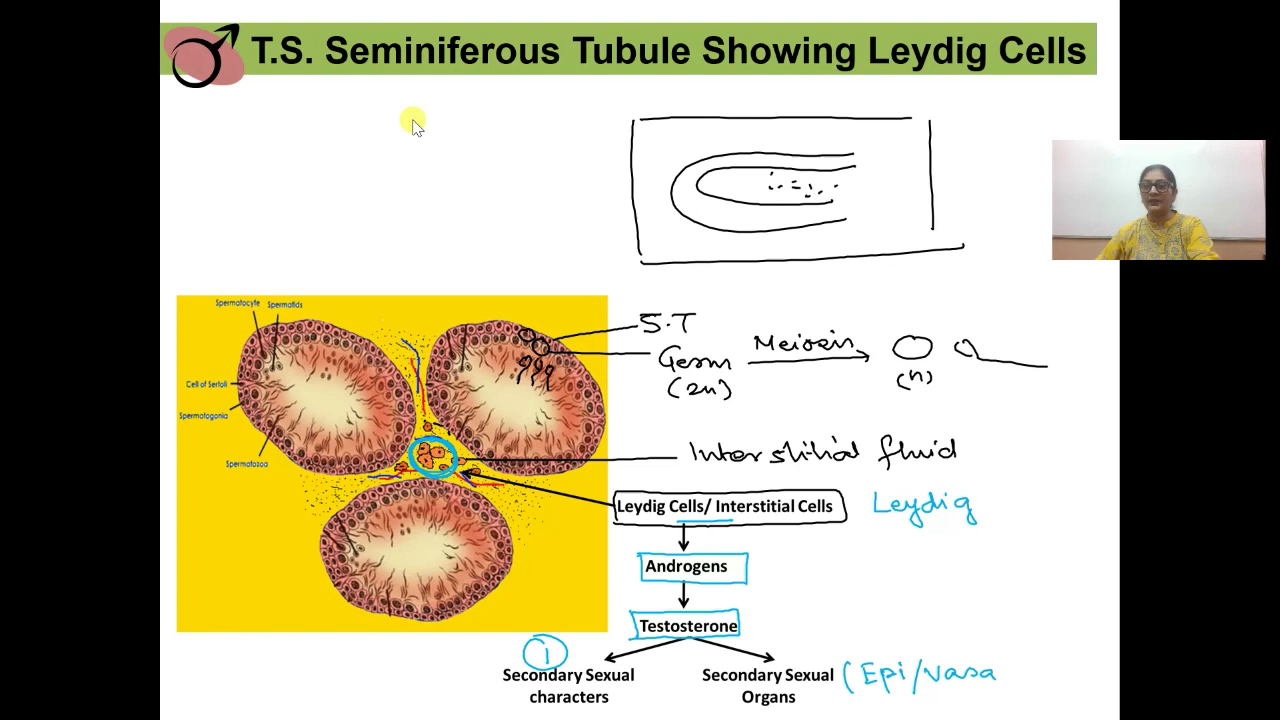 T.S. Seminiferous Tubule Showing Leydig Cells
Spermatocyte Spermatids
Cell of Sertoli
Spermatogonia
Spermatozoa
S.T
Germ
(2n)
Meiosis
(n)
Interstitial fluid
Leydig Cells/ Interstitial Cells
Leydig
Androgens
Testosterone
1
Secondary Sexual
characters
Secondary Sexual
Organs
(Epi/vasa